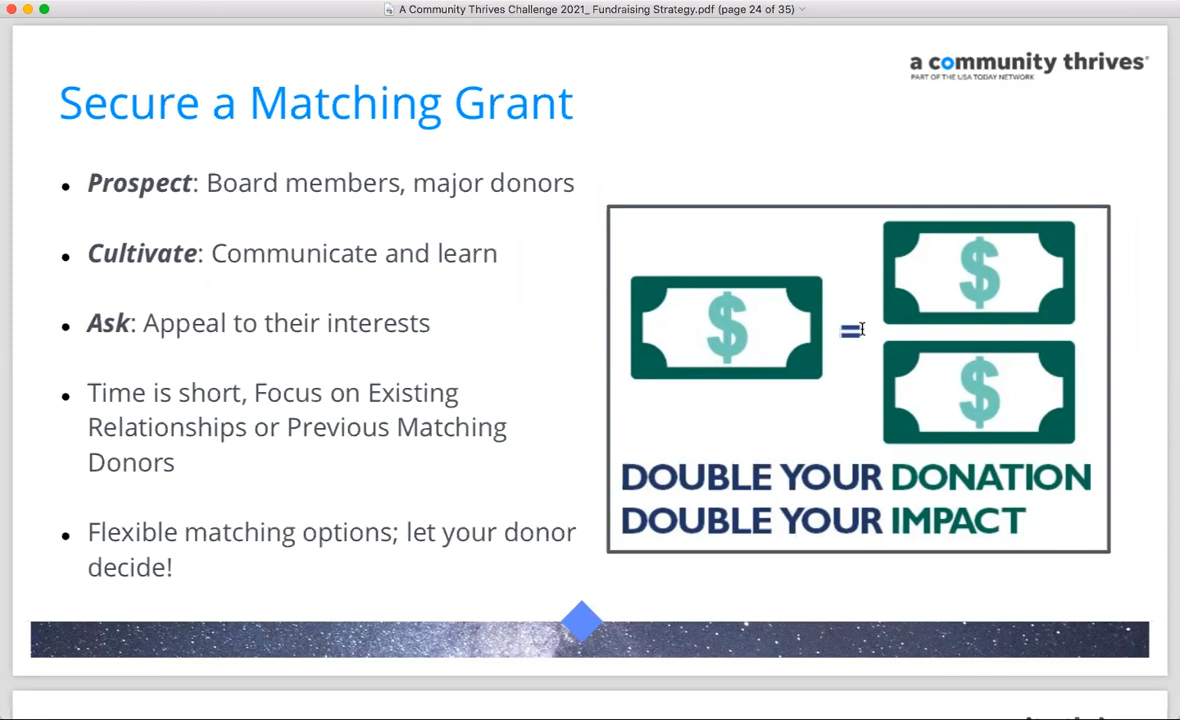 A Community Thrives Challenge 2021_ Fundraising Strategy.pdf (page 24 of 35)
a community thrives®
PART OF THE USA TODAY NETWORK
Secure a Matching Grant
• Prospect: Board members, major donors
• Cultivate: Communicate and learn
• Ask: Appeal to their interests
• Time is short, Focus on Existing
Relationships or Previous Matching
Donors
• Flexible matching options; let your donor
decide!
$
=
$
$
DOUBLE YOUR DONATION
DOUBLE YOUR IMPACT